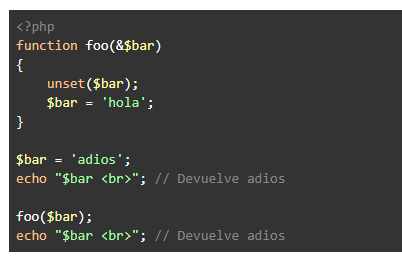 <?php
function foo(&$bar)
{
    unset($bar);
    $bar = 'hola';
}

$bar = 'adios';
echo "$bar <br>"; // Devuelve adios

foo($bar);
echo "$bar <br>"; // Devuelve adios